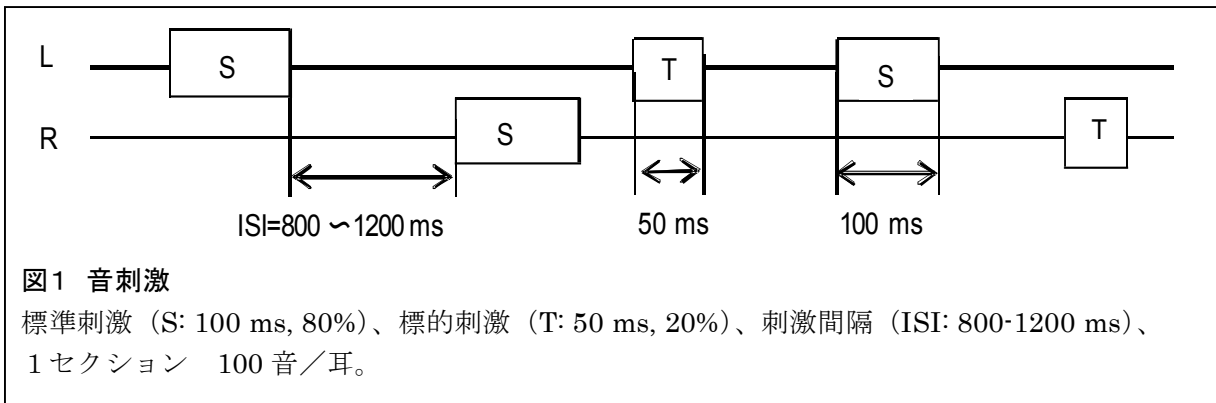 L S T S
R S T
ISI=800 ～1200 ms 50 ms 100 ms
図1 音刺激
標準刺激（S: 100 ms, 80%）、標的刺激（T: 50 ms, 20%）、刺激間隔（ISI: 800-1200 ms）、
１セクション　100 音／耳。